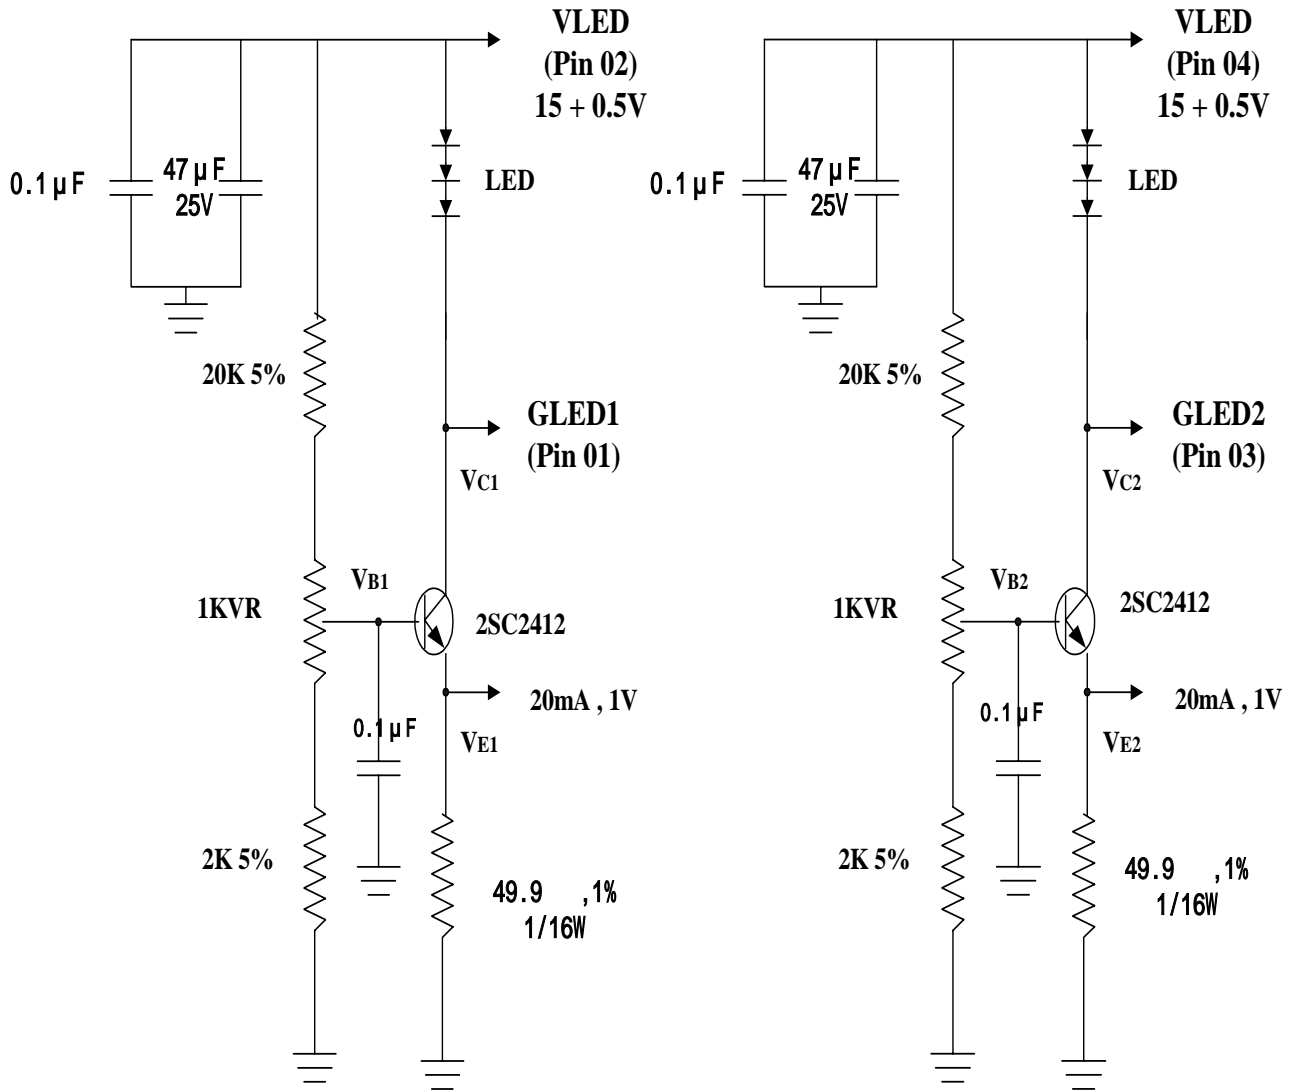 VLED
(Pin 02)
15 + 0.5V
0.1μF
47μF
25V
LED
20K 5%
GLED1
(Pin 01)
VC1
VB1
1KVR
2SC2412
20mA , 1V
0.1μF
VE1
2K 5%
49.9 ,1%
1/16W
VLED
(Pin 04)
15 + 0.5V
0.1μF
47μF
25V
LED
20K 5%
GLED2
(Pin 03)
VC2
VB2
1KVR
2SC2412
20mA , 1V
0.1μF
VE2
2K 5%
49.9 ,1%
1/16W